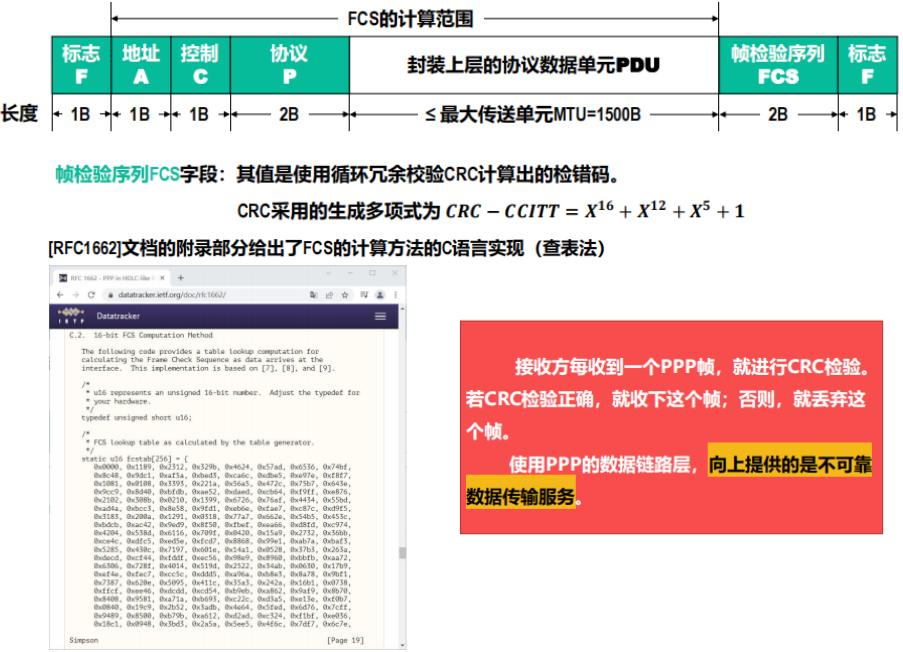 FCS的计算范围
标志 地址 控制 协议 封装上层的协议数据单元PDU 帧检验序列 标志
F A C P FCS F
长度 1B 1B 1B 2B ≤ 最大传送单元MTU=1500B 2B 1B
帧检验序列FCS字段：其值是使用循环冗余校验CRC计算出的检错码。
CRC采用的生成多项式为 CRC − CCITT = X^16 + X^12 + X^5 + 1
[RFC1662]文档的附录部分给出了FCS的计算方法的C语言实现（查表法）
RFC 1662 - PPP in HDLC-like
datatracker.ietf.org/doc/rfc1662/
IETF Datatracker
C.2. 16-bit FCS Computation Method
The following code provides a table lookup computation for
calculating the Frame Check Sequence as data arrives at the
interface. This implementation is based on [7], [8], and [9].
/*
* u16 represents an unsigned 16-bit number. Adjust the typedef for
* your hardware.
*/
typedef unsigned short u16;
/*
* FCS lookup table as calculated by the table generator.
*/
static u16 fcstab[256] = {
0x0000, 0x1189, 0x2312, 0x329b, 0x4624, 0x57ad, 0x6536, 0x74bf,
0x8c48, 0x9dc1, 0xaf5a, 0xbed3, 0xca6c, 0xdbe5, 0xe97e, 0xf8f7,
0x1081, 0x0108, 0x3393, 0x221a, 0x56a5, 0x472c, 0x75b7, 0x643e,
0x9cc9, 0x8d40, 0xbfdb, 0xae52, 0xdaed, 0xcb64, 0xf9ff, 0xe876,
0x2102, 0x308b, 0x0210, 0x1399, 0x6726, 0x76af, 0x4434, 0x55bd,
0xad4a, 0xbcc3, 0x8e58, 0x9fd1, 0xeb6e, 0xfae7, 0xc87c, 0xd9f5,
0x3183, 0x200a, 0x1291, 0x0318, 0x77a7, 0x662e, 0x54b5, 0x453c,
0xbdcb, 0xac42, 0x9ed9, 0x8f50, 0xfbef, 0xea66, 0xd8fd, 0xc974,
0x4204, 0x538d, 0x6116, 0x709f, 0x0420, 0x15a9, 0x2732, 0x36bb,
0xce4c, 0xdfc5, 0xed5e, 0xfcd7, 0x8868, 0x99e1, 0xab7a, 0xbaf3,
0x5285, 0x430c, 0x7197, 0x601e, 0x14a1, 0x0528, 0x37b3, 0x263a,
0xdecd, 0xcf44, 0xfddf, 0xec56, 0x98e9, 0x8960, 0xbbfb, 0xaa72,
0x6306, 0x728f, 0x4014, 0x519d, 0x2522, 0x34ab, 0x0630, 0x17b9,
0xef4e, 0xfec7, 0xcc5c, 0xddd5, 0xa96a, 0xb8e3, 0x8a78, 0x9bf1,
0x7387, 0x620e, 0x5095, 0x411c, 0x35a3, 0x242a, 0x16b1, 0x0738,
0xffcf, 0xee46, 0xdcdd, 0xcd54, 0xb9eb, 0xa862, 0x9af9, 0x8b70,
0x8408, 0x9581, 0xa71a, 0xb693, 0xc22c, 0xd3a5, 0xe13e, 0xf0b7,
0x0840, 0x19c9, 0x2b52, 0x3adb, 0x4e64, 0x5fed, 0x6d76, 0x7cff,
0x9489, 0x8500, 0xb79b, 0xa612, 0xd2ad, 0xc324, 0xf1bf, 0xe036,
0x18c1, 0x0948, 0x3bd3, 0x2a5a, 0x5ee5, 0x4f6c, 0x7df7, 0x6c7e,
Simpson [Page 19]
接收方每收到一个PPP帧，就进行CRC检验。
若CRC检验正确，就收下这个帧；否则，就丢弃这
个帧。
使用PPP的数据链路层，向上提供的是不可靠
数据传输服务。